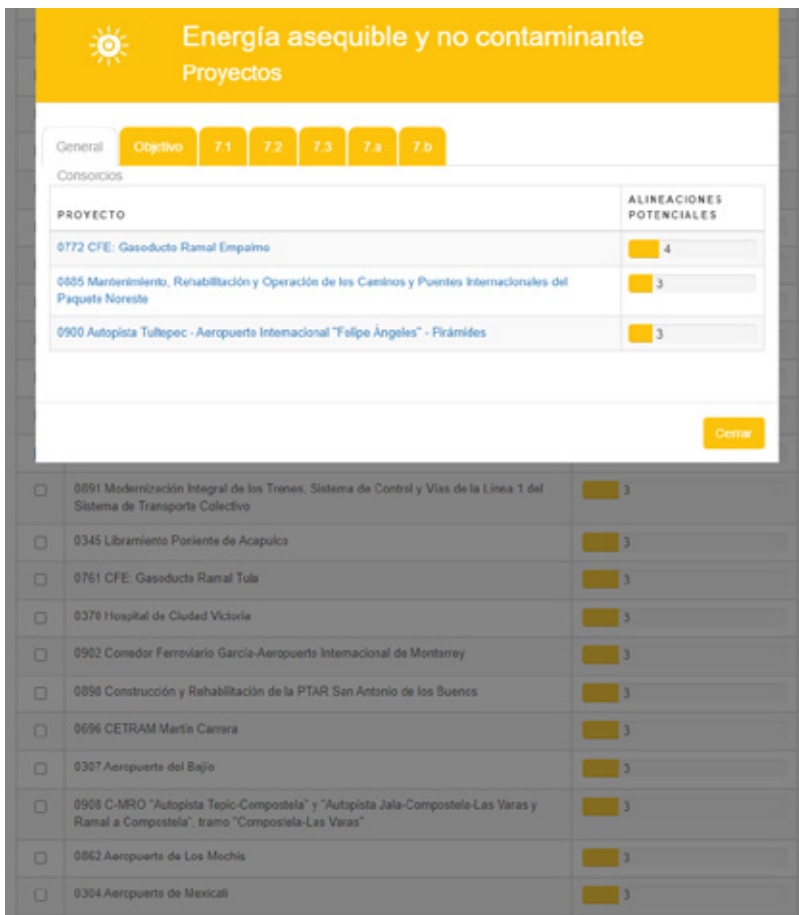 Energía asequible y no contaminante
Proyectos
General Objetivo 7.1 7.2 7.3 7.a 7.b
Consorcios
PROYECTO
ALINEACIONES
POTENCIALES
0772 CFE: Gasoducto Ramal Empalme
4
0885 Mantenimiento, Rehabilitación y Operación de los Caminos y Puentes Internacionales del
Paquete Noreste
3
0900 Autopista Tultepec - Aeropuerto Internacional "Felipe Ángeles" - Pirámides
3
Cerrar
0891 Modernización Integral de los Trenes, Sistema de Control y Vías de la Línea 1 del
Sistema de Transporte Colectivo
3
0345 Libramiento Poniente de Acapulco
3
0761 CFE: Gasoducto Ramal Tula
3
0370 Hospital de Ciudad Victoria
3
0902 Corredor Ferroviario García-Aeropuerto Internacional de Monterrey
3
0898 Construcción y Rehabilitación de la PTAR San Antonio de los Buenos
3
0696 CETRAM Martín Carrera
3
0307 Aeropuerto del Bajío
3
0908 C-MRO "Autopista Tepic-Compostela" y "Autopista Jala-Compostela-Las Varas y
Ramal a Compostela", tramo "Compostela-Las Varas"
3
0862 Aeropuerto de Los Mochis
3
0304 Aeropuerto de Mexicali
3